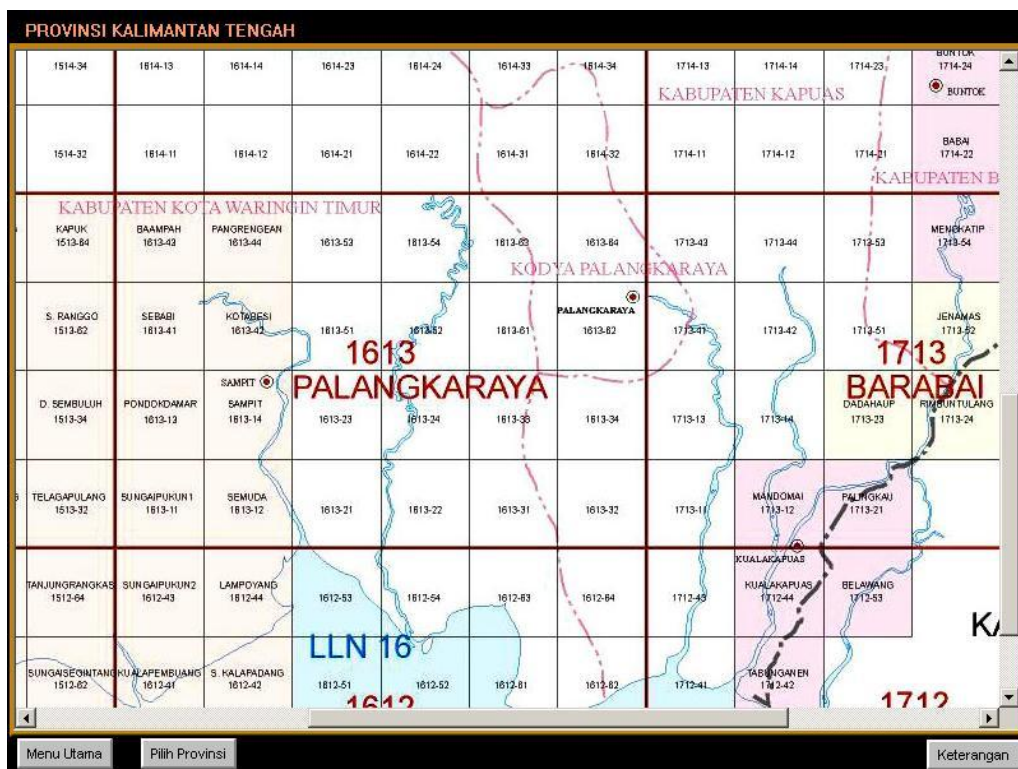 PROVINSI KALIMANTAN TENGAH
BUNTOK
1514-34 1614-13 1614-14 1614-23 1614-24 1614-33 1614-34 1714-13 1714-14 1714-23 1714-24
KABUPATEN KAPUAS BUNTOK
BABAI
1514-32 1614-11 1614-12 1614-21 1614-22 1614-31 1614-32 1714-11 1714-12 1714-21 1714-22
KABUPATEN B
KABUPATEN KOTA WARINGIN TIMUR
KAPUK BAAMPAH PANGRENGEAN MENGKATIP
1513-64 1613-43 1613-44 1613-53 1613-54 1613-63 1613-64 1713-43 1713-44 1713-53 1713-54
KODYA PALANGKARAYA
PALANGKARAYA
S. RANGGO SEBABI KOTABESI JENAMAS
1513-62 1613-41 1613-42 1613-51 1613-52 1613-61 1613-62 1713-41 1713-42 1713-51 1713-52
1613 1713
PALANGKARAYA BARABAI
SAMPIT
D. SEMBULUH PONDOKDAMAR SAMPIT DADAHAUP RIMBUNTULANG
1513-34 1613-13 1613-14 1613-23 1613-24 1613-33 1613-34 1713-13 1713-14 1713-23 1713-24
TELAGAPULANG SUNGAIPUKUN1 SEMUDA MANDOMAI PALINGKAU
1513-32 1613-11 1613-12 1613-21 1613-22 1613-31 1613-32 1713-11 1713-12 1713-21
KUALAKAPUAS
TANJUNGRANGKAS SUNGAIPUKUN2 LAMPOYANG KUALAKAPUAS BELAWANG
1512-64 1612-43 1612-44 1612-53 1612-54 1612-63 1612-64 1712-43 1712-44 1712-53
KA
LLN 16
SUNGAISEGINTANG KUALAPEMBUANG S. KALAPADANG TABUNGANEN
1512-62 1612-41 1612-42 1612-51 1612-52 1612-61 1612-62 1712-41 1712-42
1612 1712
Menu Utama Pilih Provinsi Keterangan